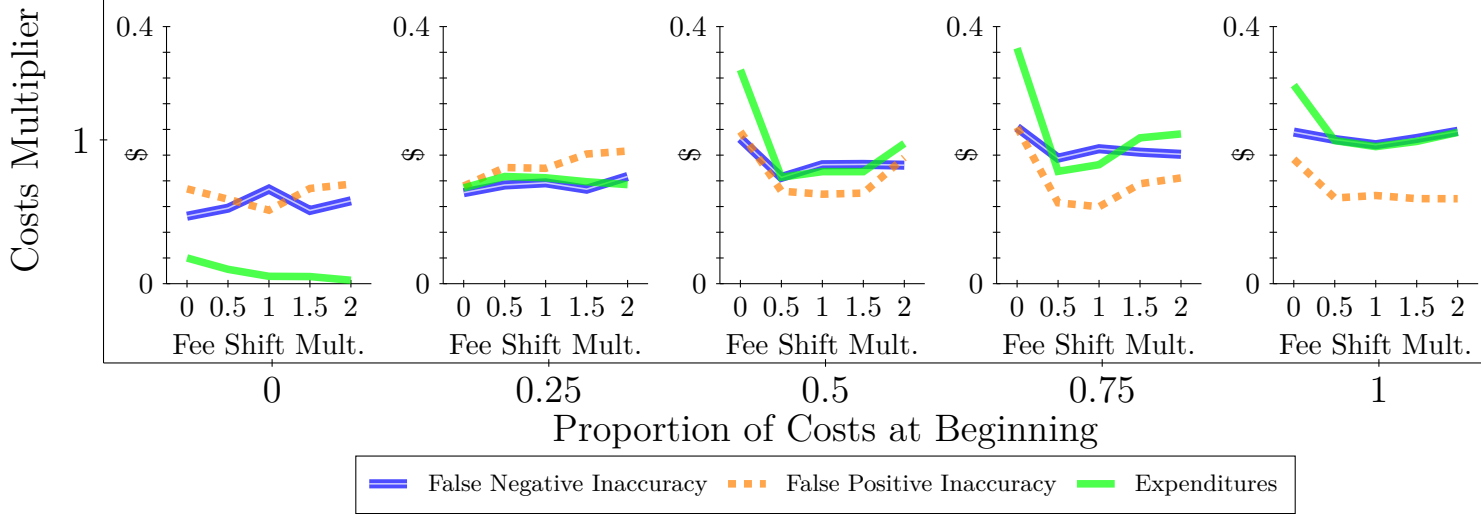 Costs Multiplier
1
0.4 0.4 0.4 0.4 0.4
$ $ $ $ $
0 0 0 0 0
0 0.5 1 1.5 2 0 0.5 1 1.5 2 0 0.5 1 1.5 2 0 0.5 1 1.5 2 0 0.5 1 1.5 2
Fee Shift Mult. Fee Shift Mult. Fee Shift Mult. Fee Shift Mult. Fee Shift Mult.
0 0.25 0.5 0.75 1
Proportion of Costs at Beginning
False Negative Inaccuracy False Positive Inaccuracy Expenditures